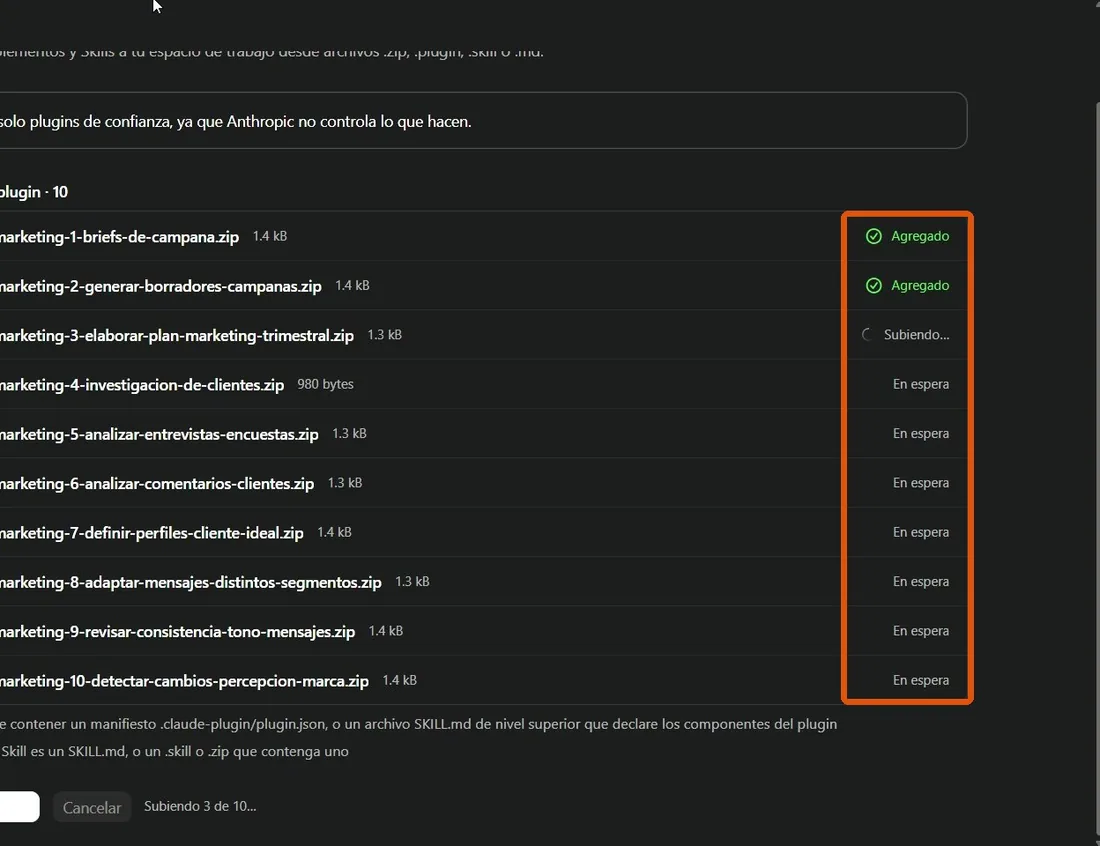 y Skills a tu espacio de trabajo desde archivos .zip, .plugin, .skill o .md.
solo plugins de confianza, ya que Anthropic no controla lo que hacen.
plugin · 10
marketing-1-briefs-de-campana.zip 1.4 kB Agregado
marketing-2-generar-borradores-campanas.zip 1.4 kB Agregado
marketing-3-elaborar-plan-marketing-trimestral.zip 1.3 kB Subiendo...
marketing-4-investigacion-de-clientes.zip 980 bytes En espera
marketing-5-analizar-entrevistas-encuestas.zip 1.3 kB En espera
marketing-6-analizar-comentarios-clientes.zip 1.3 kB En espera
marketing-7-definir-perfiles-cliente-ideal.zip 1.4 kB En espera
marketing-8-adaptar-mensajes-distintos-segmentos.zip 1.3 kB En espera
marketing-9-revisar-consistencia-tono-mensajes.zip 1.4 kB En espera
marketing-10-detectar-cambios-percepcion-marca.zip 1.4 kB En espera
e contener un manifiesto .claude-plugin/plugin.json, o un archivo SKILL.md de nivel superior que declare los componentes del plugin
Skill es un SKILL.md, o un .skill o .zip que contenga uno
Cancelar Subiendo 3 de 10...